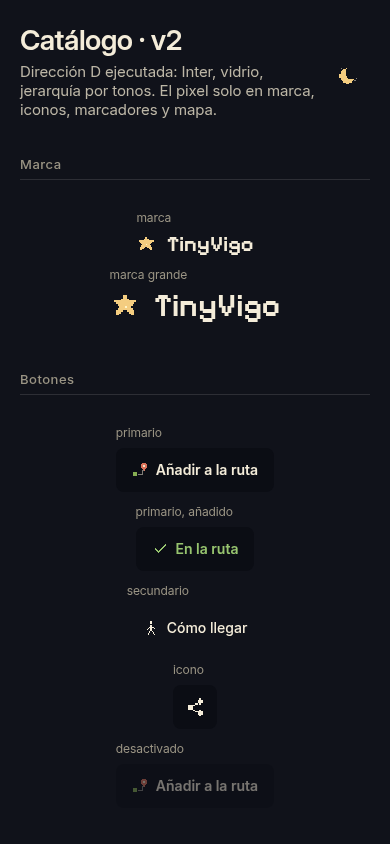 Catálogo · v2
Dirección D ejecutada: Inter, vidrio,
jerarquía por tonos. El pixel solo en marca,
iconos, marcadores y mapa.
Marca
marca
TinyVigo
marca grande
TinyVigo
Botones
primario
Añadir a la ruta
primario, añadido
En la ruta
secundario
Cómo llegar
icono
desactivado
Añadir a la ruta